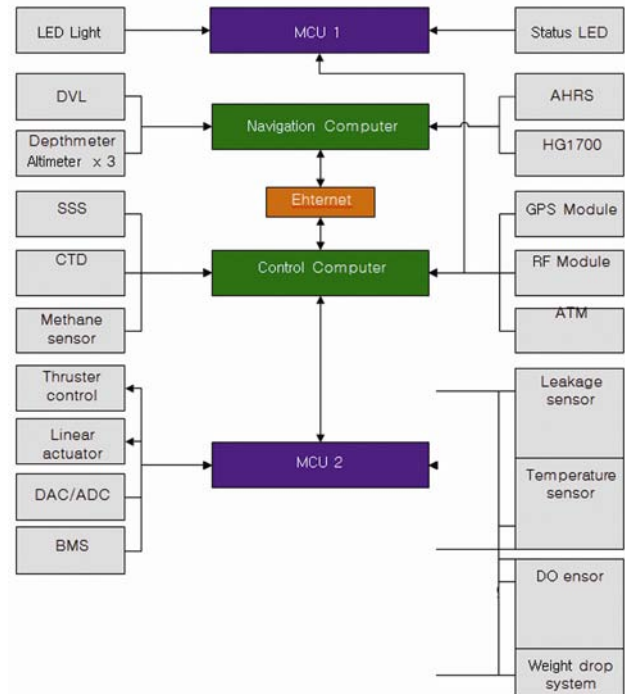 LED Light
MCU 1
Status LED
DVL
AHRS
Navigation Computer
Depthmeter
Altimeter x 3
HG1700
Ehternet
SSS
GPS Module
CTD
Control Computer
RF Module
Methane
sensor
ATM
Thruster
control
Leakage
sensor
Linear
actuator
MCU 2
Temperature
sensor
DAC/ADC
BMS
DO ensor
Weight drop
system